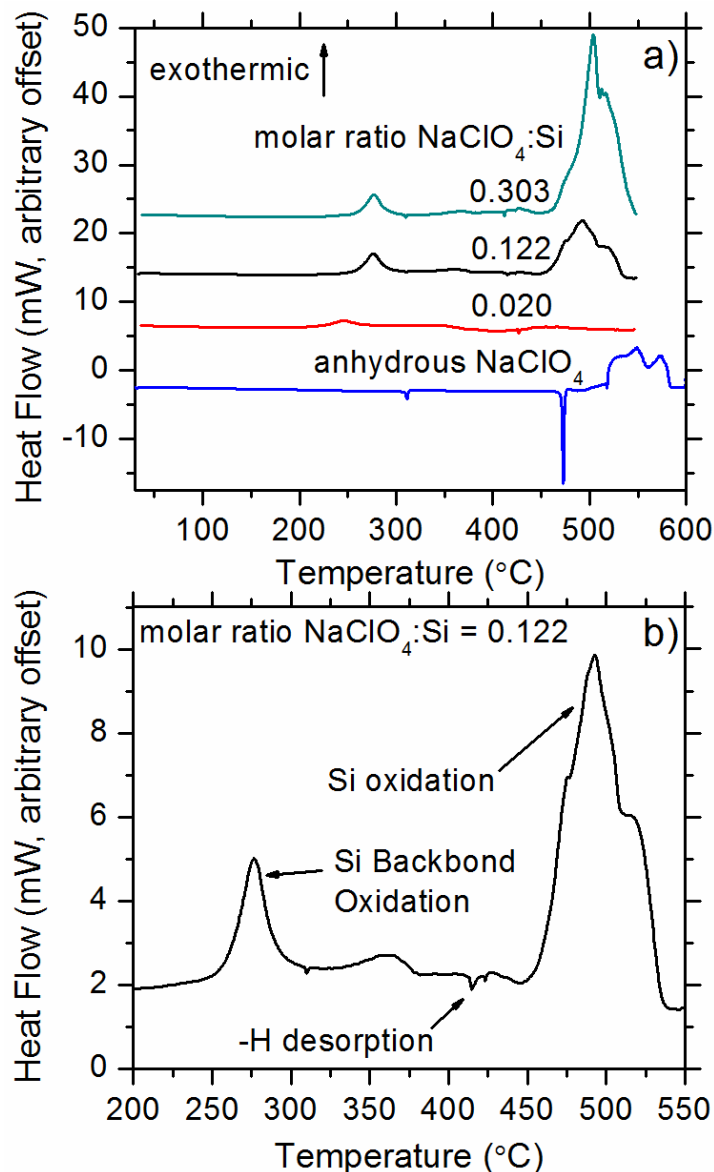 a)
exothermic
molar ratio NaClO₄:Si
0.303
0.122
0.020
anhydrous NaClO₄
50
40
30
20
10
0
-10
Heat Flow (mW, arbitrary offset)
100 200 300 400 500 600
Temperature (°C)
molar ratio NaClO₄:Si = 0.122 b)
Si oxidation
Si Backbond
Oxidation
-H desorption
10
8
6
4
2
0
Heat Flow (mW, arbitrary offset)
200 250 300 350 400 450 500 550
Temperature (°C)